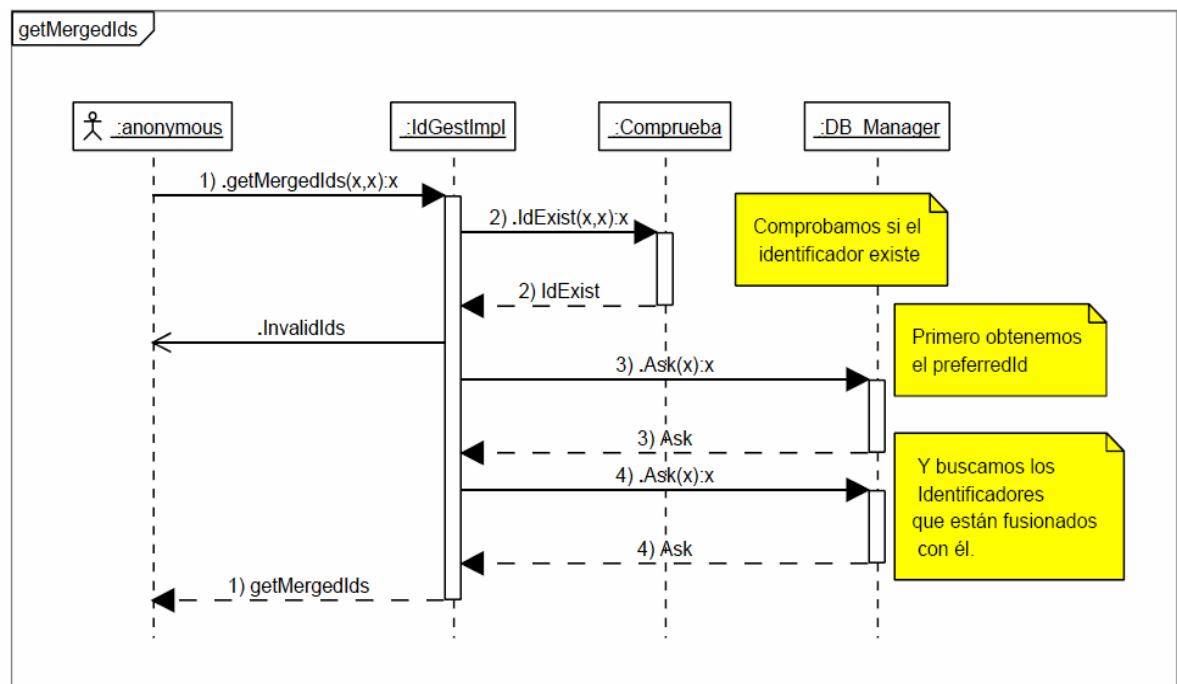 getMergedIds
:anonymous
:IdGestImpl
:Comprueba
:DB_Manager
1) .getMergedIds(x,x):x
2) .IdExist(x,x):x
Comprobamos si el
identificador existe
2) IdExist
.InvalidIds
Primero obtenemos
el preferredId
3) .Ask(x):x
3) Ask
4) .Ask(x):x
Y buscamos los
Identificadores
que están fusionados
con él.
4) Ask
1) getMergedIds